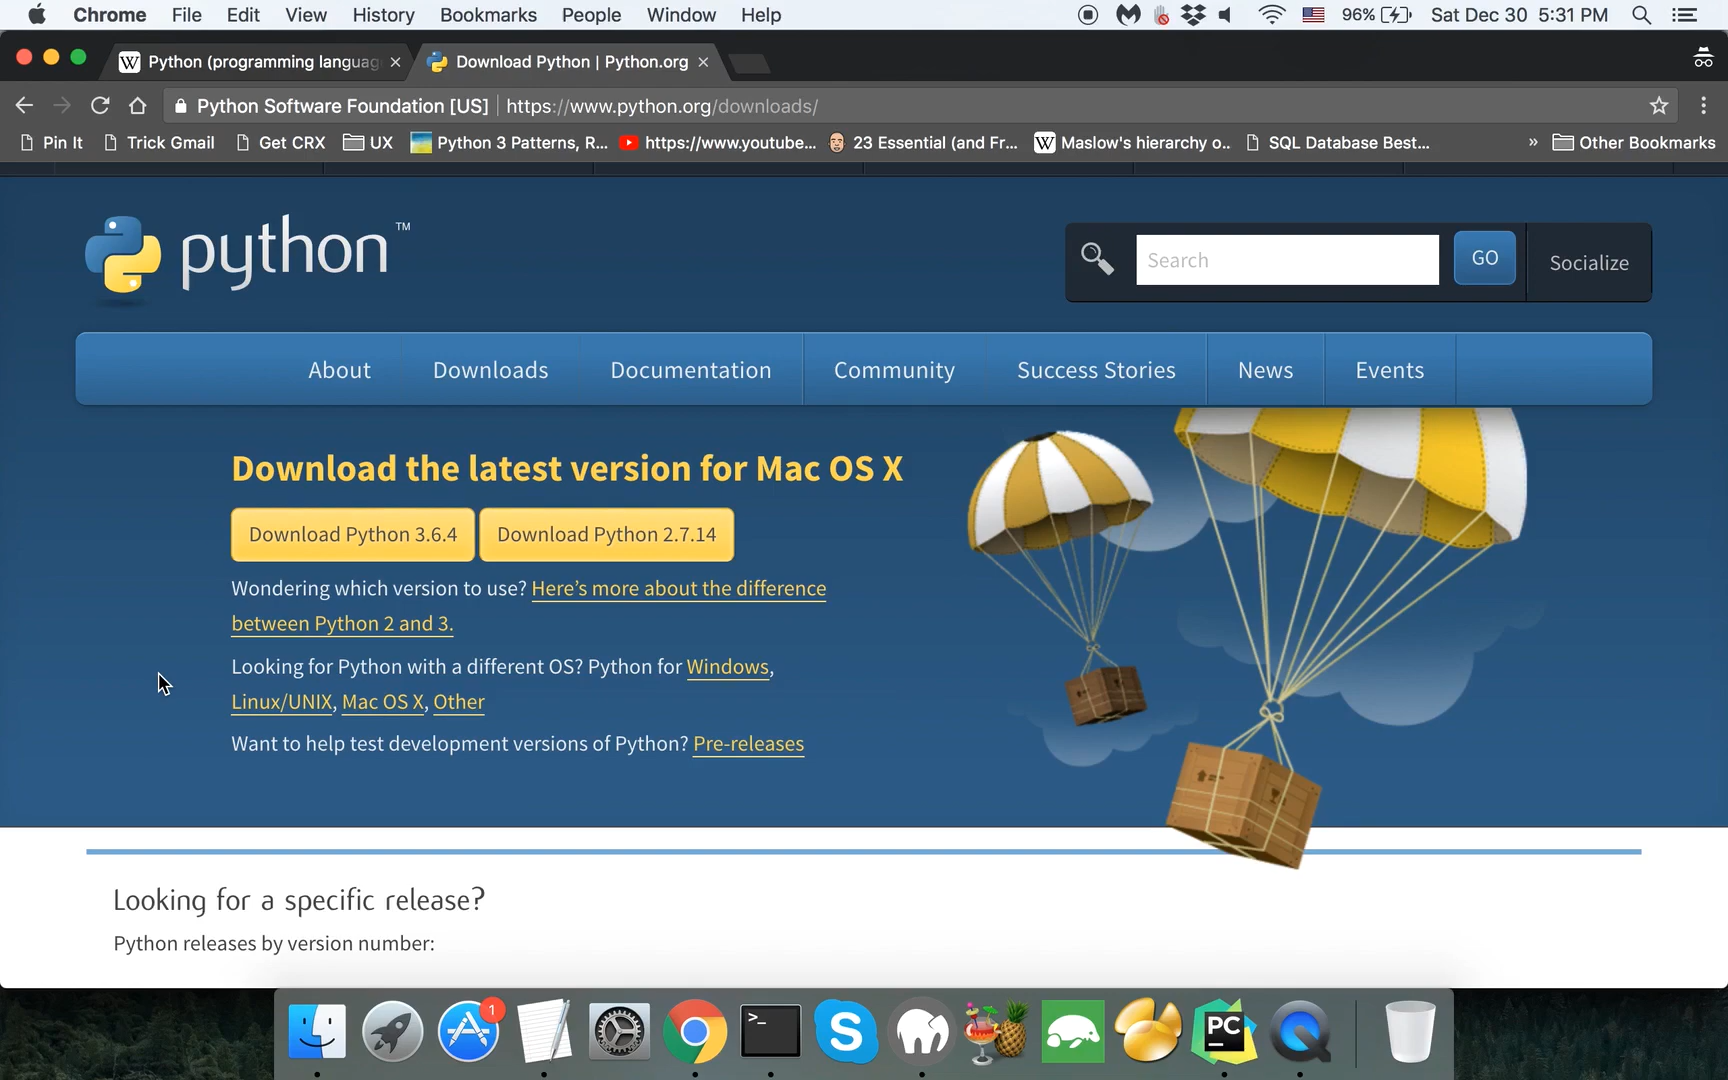 Chrome File Edit View History Bookmarks People Window Help 96% Sat Dec 30 5:31 PM
Python (programming languag Download Python | Python.org
Python Software Foundation [US] https://www.python.org/downloads/
Pin It Trick Gmail Get CRX UX Python 3 Patterns, R... https://www.youtube... 23 Essential (and Fr... Maslow's hierarchy o.. SQL Database Best... » Other Bookmarks
python™
Search GO Socialize
About Downloads Documentation Community Success Stories News Events
Download the latest version for Mac OS X
Download Python 3.6.4 Download Python 2.7.14
Wondering which version to use? Here's more about the difference
between Python 2 and 3.
Looking for Python with a different OS? Python for Windows,
Linux/UNIX, Mac OS X, Other
Want to help test development versions of Python? Pre-releases
Looking for a specific release?
Python releases by version number:
1
>_
S
PC